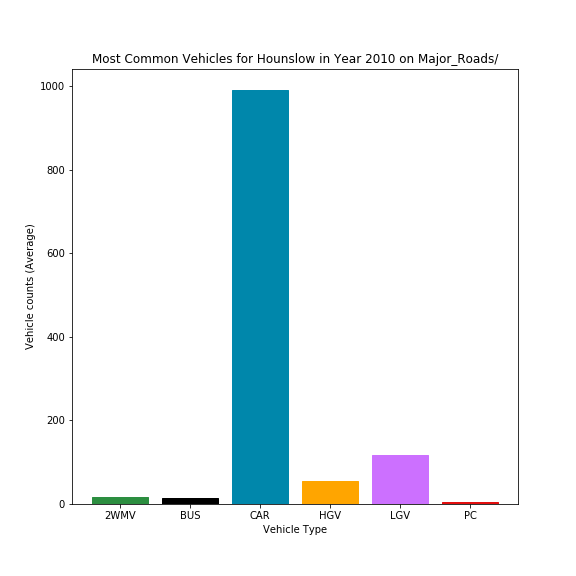 Most Common Vehicles for Hounslow in Year 2010 on Major_Roads/
Vehicle counts (Average)
1000
800
600
400
200
0
2WMV BUS CAR HGV LGV PC
Vehicle Type